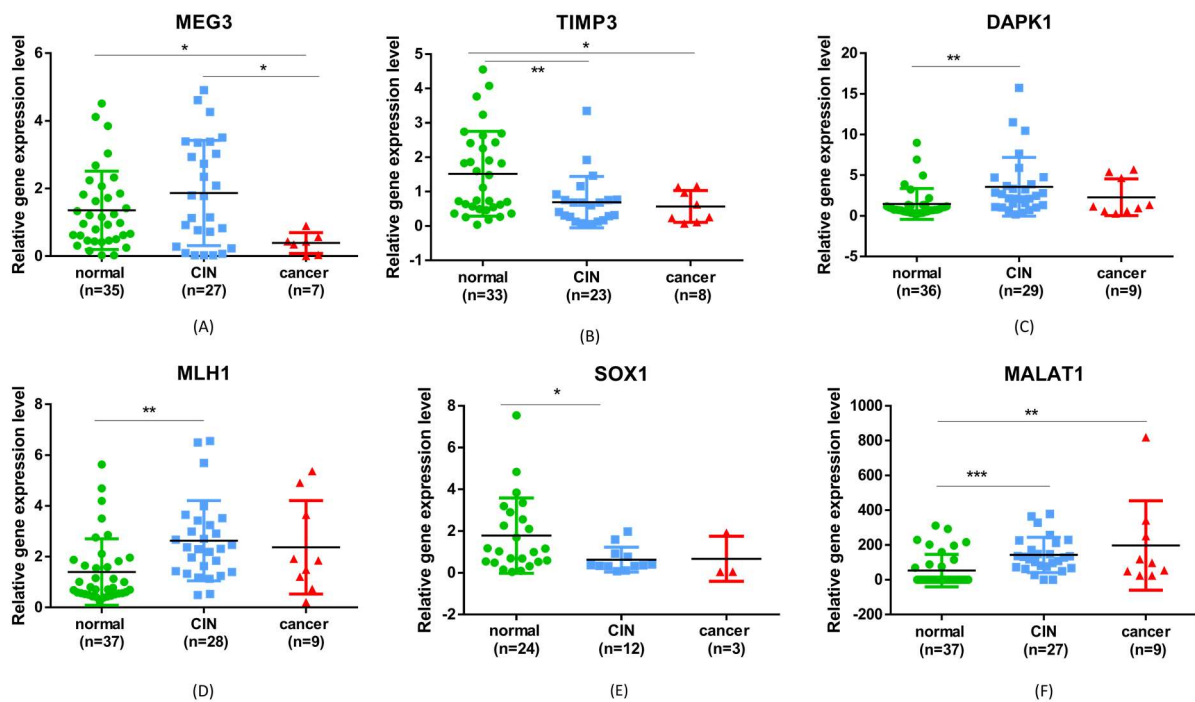 MEG3
Relative gene expression level
6
4
2
0
*
*
normal
(n=35)
CIN
(n=27)
cancer
(n=7)
(A)
TIMP3
Relative gene expression level
5
4
3
2
1
0
-1
*
**
normal
(n=33)
CIN
(n=23)
cancer
(n=8)
(B)
DAPK1
Relative gene expression level
20
15
10
5
0
-5
**
normal
(n=36)
CIN
(n=29)
cancer
(n=9)
(C)
MLH1
Relative gene expression level
8
6
4
2
0
**
normal
(n=37)
CIN
(n=28)
cancer
(n=9)
(D)
SOX1
Relative gene expression level
8
6
4
2
0
-2
*
normal
(n=24)
CIN
(n=12)
cancer
(n=3)
(E)
MALAT1
Relative gene expression level
1000
800
600
400
200
0
-200
**
***
normal
(n=37)
CIN
(n=27)
cancer
(n=9)
(F)